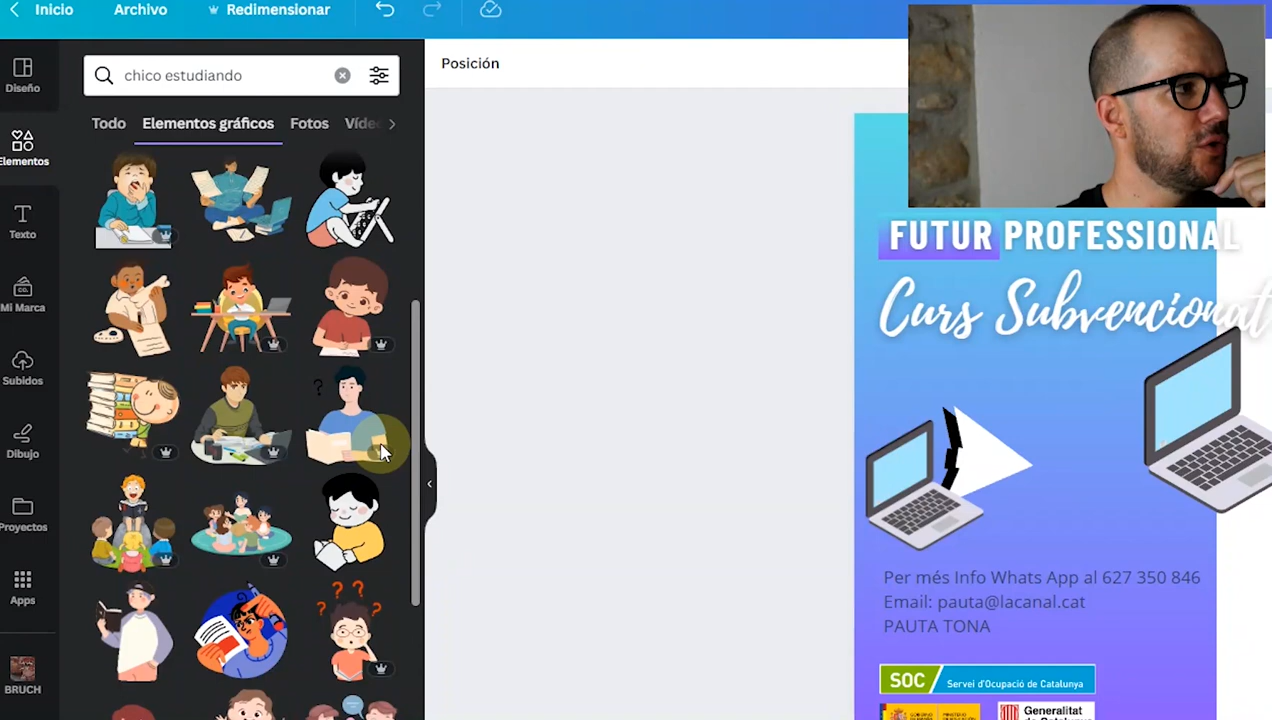 Inicio
Archivo
Redimensionar
Diseño
Elementos
Texto
Mi Marca
CO.
Subidos
Dibujo
Proyectos
Apps
BRUCH
chico estudiando
Todo
Elementos gráficos
Fotos
Víde
Posición
FUTUR PROFESSIONAL
Curs Subvencionat
Per més Info Whats App al 627 350 846
Email: pauta@lacanal.cat
PAUTA TONA
SOC
Servei d'Ocupació de Catalunya
Generalitat